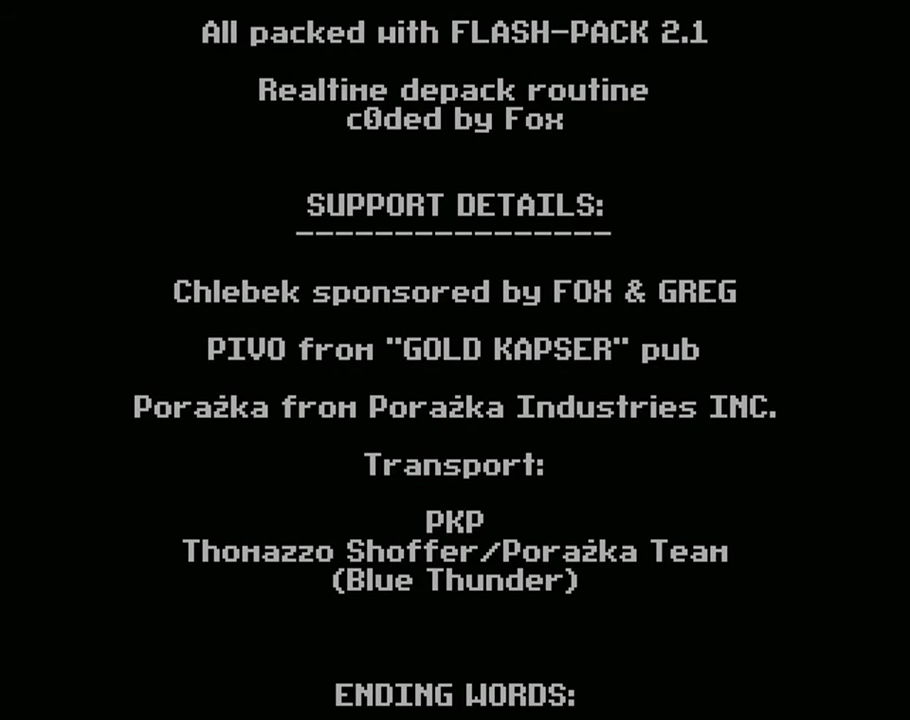 All packed with FLASH-PACK 2.1
Realtime depack routine
c0ded by Fox
SUPPORT DETAILS:
----------------
Chlebek sponsored by FOX & GREG
PIVO from "GOLD KAPSER" pub
Porażka from Porażka Industries INC.
Transport:
PKP
Thomazzo Shoffer/Porażka Team
(Blue Thunder)
ENDING WORDS: